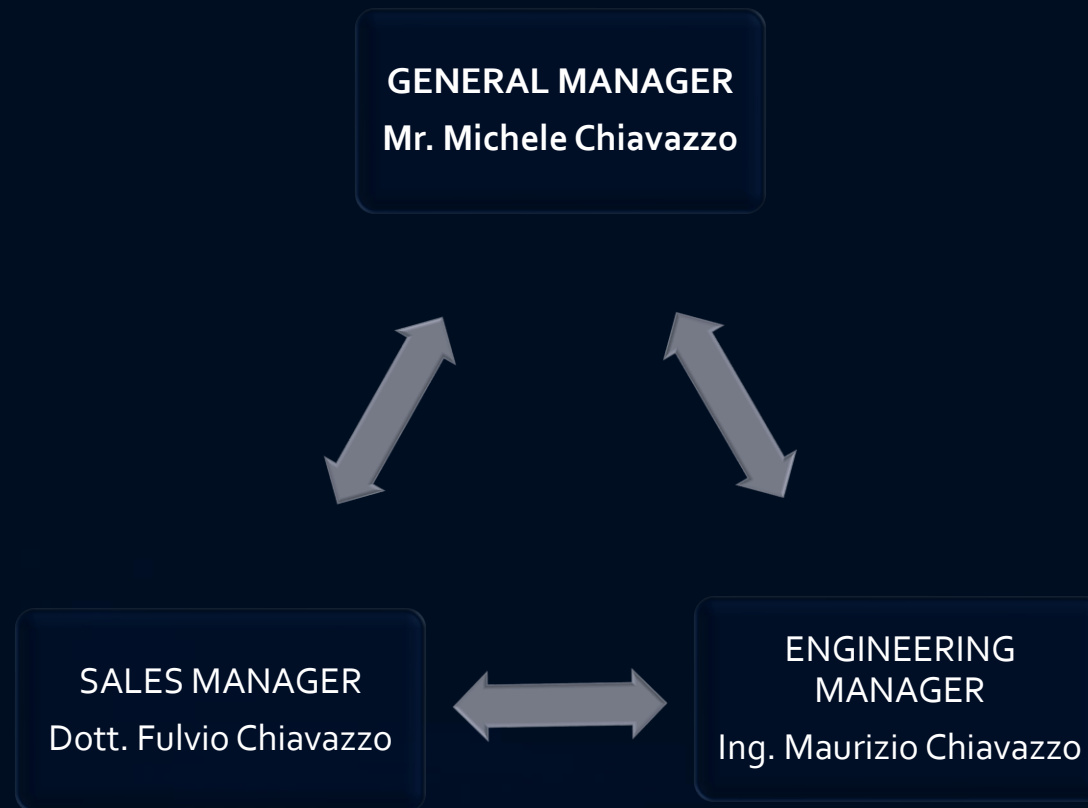 GENERAL MANAGER
Mr. Michele Chiavazzo
SALES MANAGER
Dott. Fulvio Chiavazzo
ENGINEERING
MANAGER
Ing. Maurizio Chiavazzo